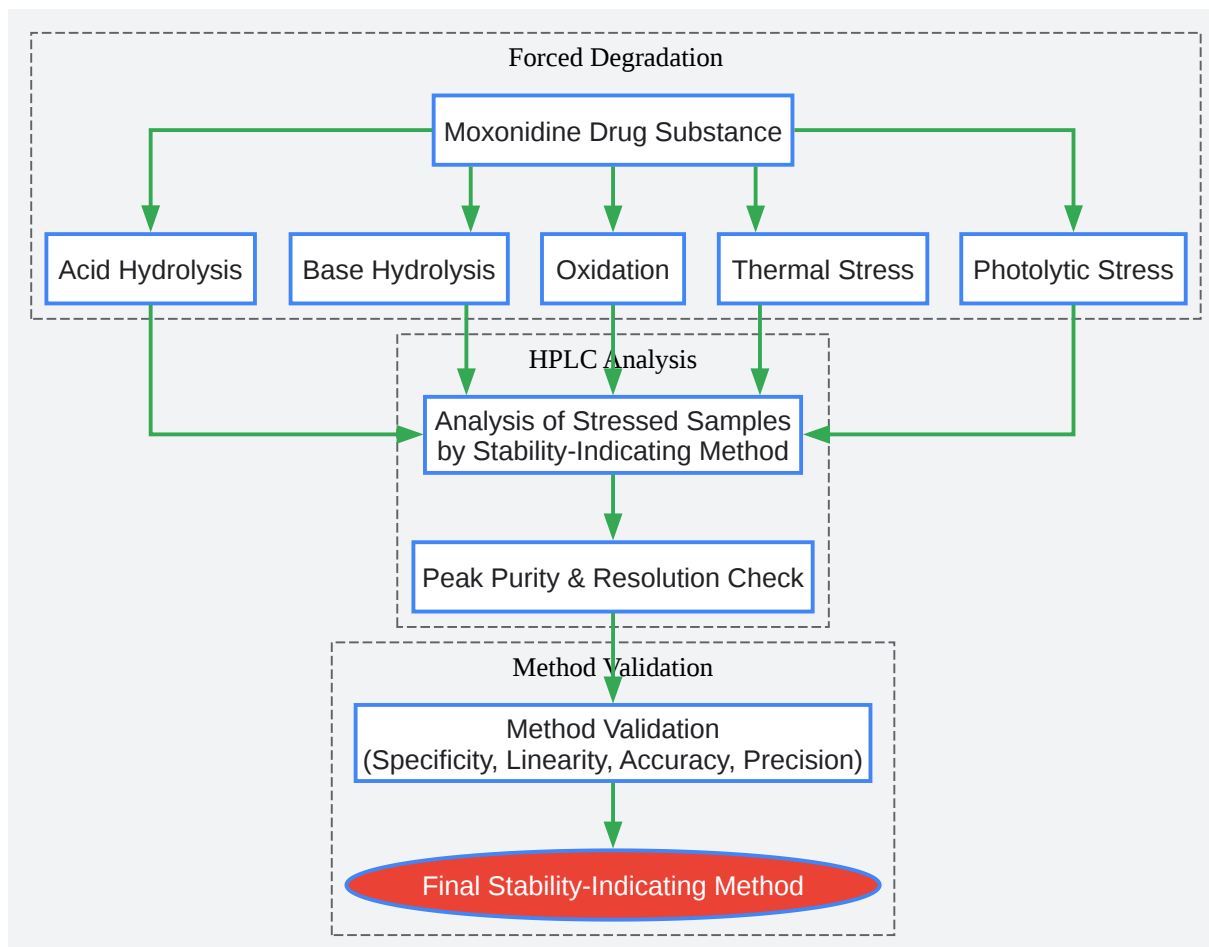 Forced Degradation
Moxonidine Drug Substance
Acid Hydrolysis
Base Hydrolysis
Oxidation
Thermal Stress
Photolytic Stress
HPLC Analysis
Analysis of Stressed Samples
by Stability-Indicating Method
Peak Purity & Resolution Check
Method Validation
Method Validation
(Specificity, Linearity, Accuracy, Precision)
Final Stability-Indicating Method